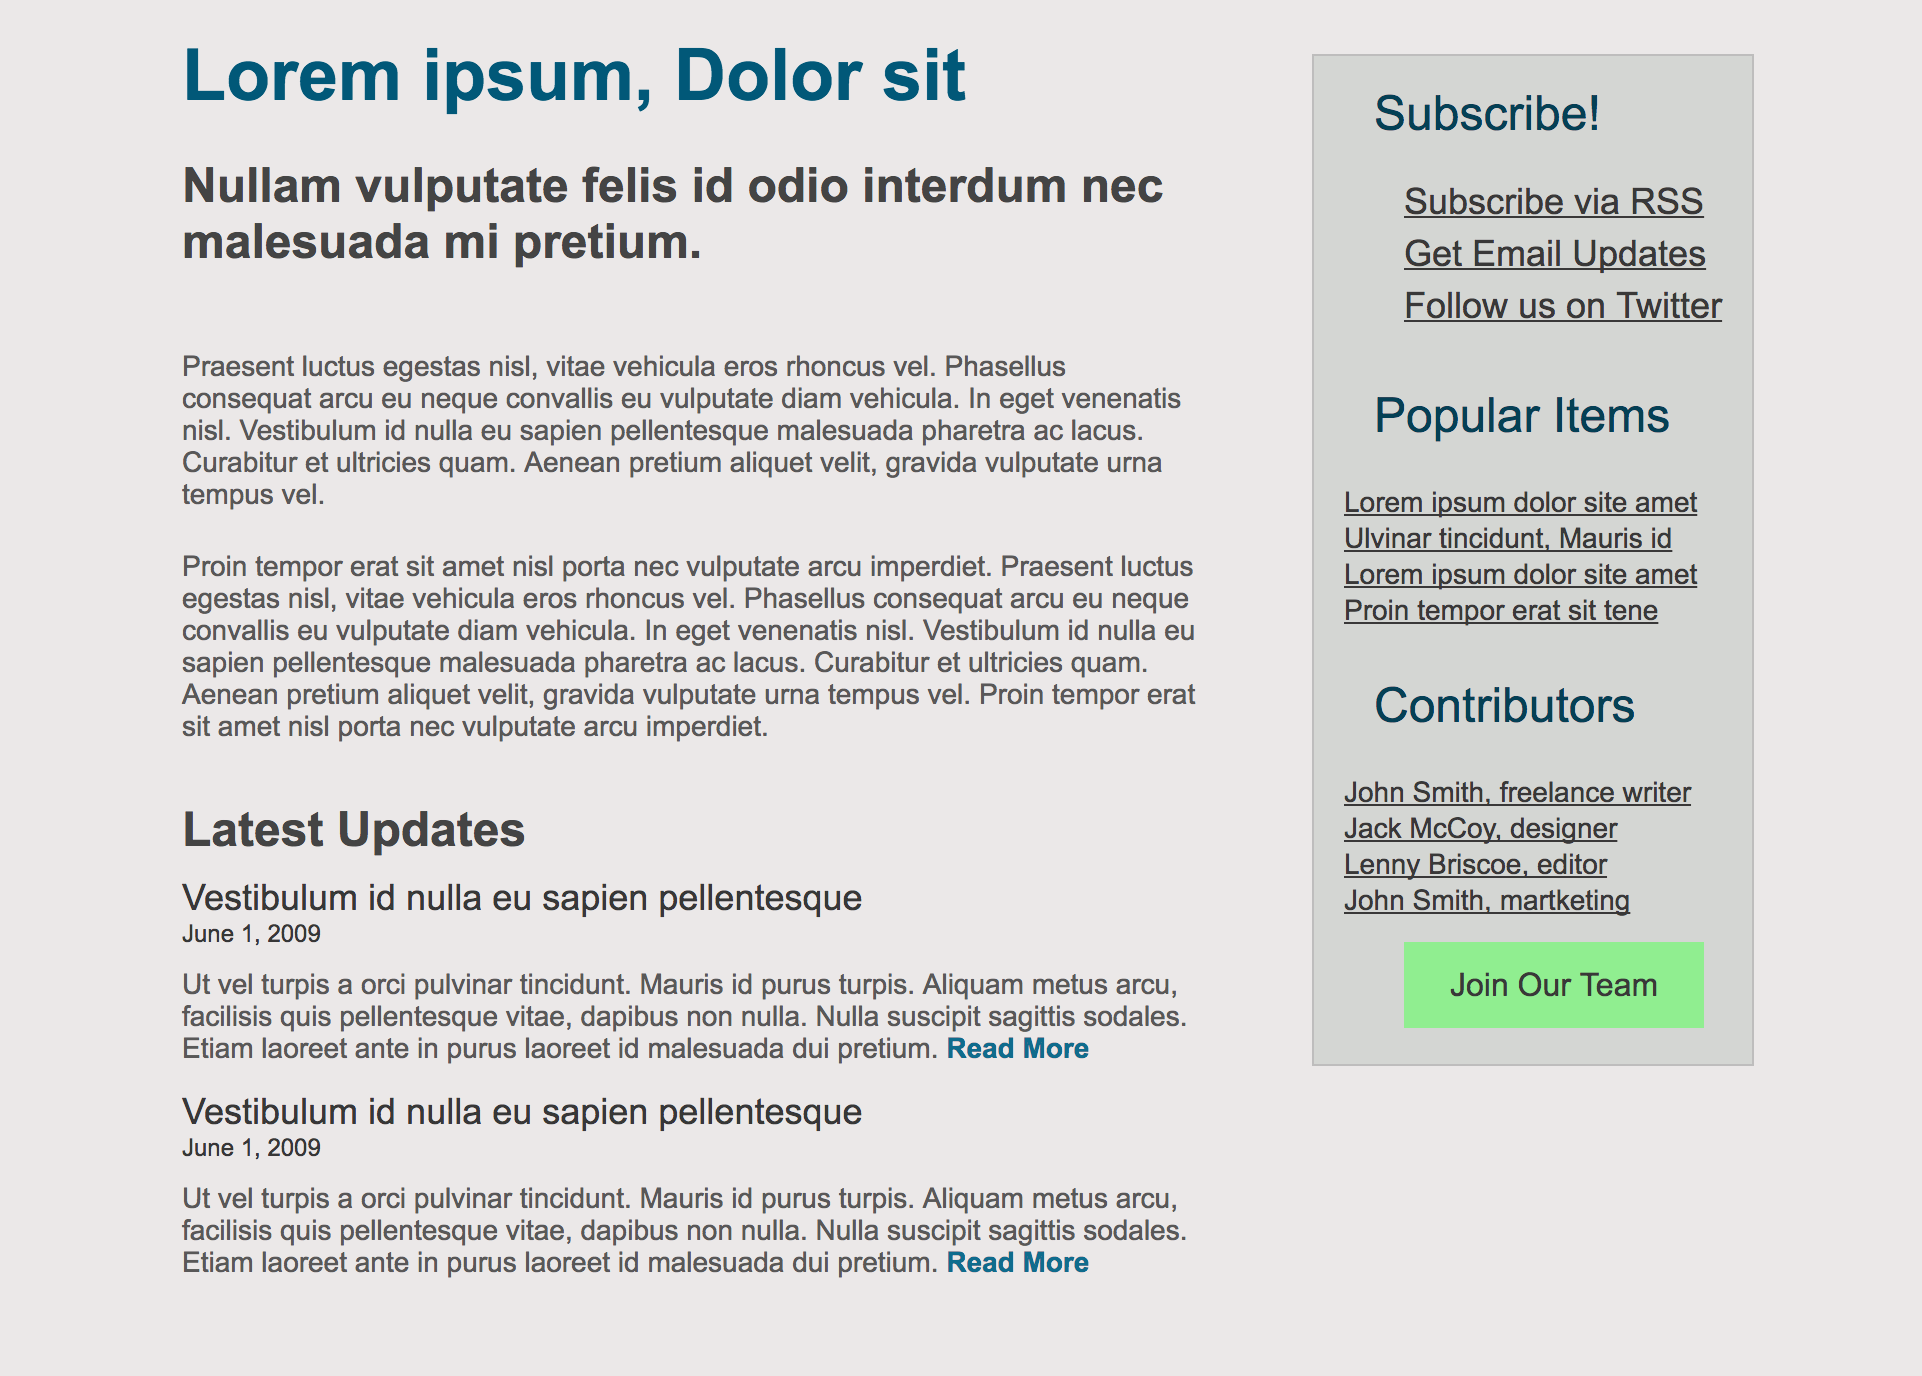 Lorem ipsum, Dolor sit
Nullam vulputate felis id odio interdum nec
malesuada mi pretium.
Praesent luctus egestas nisl, vitae vehicula eros rhoncus vel. Phasellus
consequat arcu eu neque convallis eu vulputate diam vehicula. In eget venenatis
nisl. Vestibulum id nulla eu sapien pellentesque malesuada pharetra ac lacus.
Curabitur et ultricies quam. Aenean pretium aliquet velit, gravida vulputate urna
tempus vel.
Proin tempor erat sit amet nisl porta nec vulputate arcu imperdiet. Praesent luctus
egestas nisl, vitae vehicula eros rhoncus vel. Phasellus consequat arcu eu neque
convallis eu vulputate diam vehicula. In eget venenatis nisl. Vestibulum id nulla eu
sapien pellentesque malesuada pharetra ac lacus. Curabitur et ultricies quam.
Aenean pretium aliquet velit, gravida vulputate urna tempus vel. Proin tempor erat
sit amet nisl porta nec vulputate arcu imperdiet.
Latest Updates
Vestibulum id nulla eu sapien pellentesque
June 1, 2009
Ut vel turpis a orci pulvinar tincidunt. Mauris id purus turpis. Aliquam metus arcu,
facilisis quis pellentesque vitae, dapibus non nulla. Nulla suscipit sagittis sodales.
Etiam laoreet ante in purus laoreet id malesuada dui pretium. Read More
Vestibulum id nulla eu sapien pellentesque
June 1, 2009
Ut vel turpis a orci pulvinar tincidunt. Mauris id purus turpis. Aliquam metus arcu,
facilisis quis pellentesque vitae, dapibus non nulla. Nulla suscipit sagittis sodales.
Etiam laoreet ante in purus laoreet id malesuada dui pretium. Read More
Subscribe!
Subscribe via RSS
Get Email Updates
Follow us on Twitter
Popular Items
Lorem ipsum dolor site amet
Ulvinar tincidunt, Mauris id
Lorem ipsum dolor site amet
Proin tempor erat sit tene
Contributors
John Smith, freelance writer
Jack McCoy, designer
Lenny Briscoe, editor
John Smith, martketing
Join Our Team